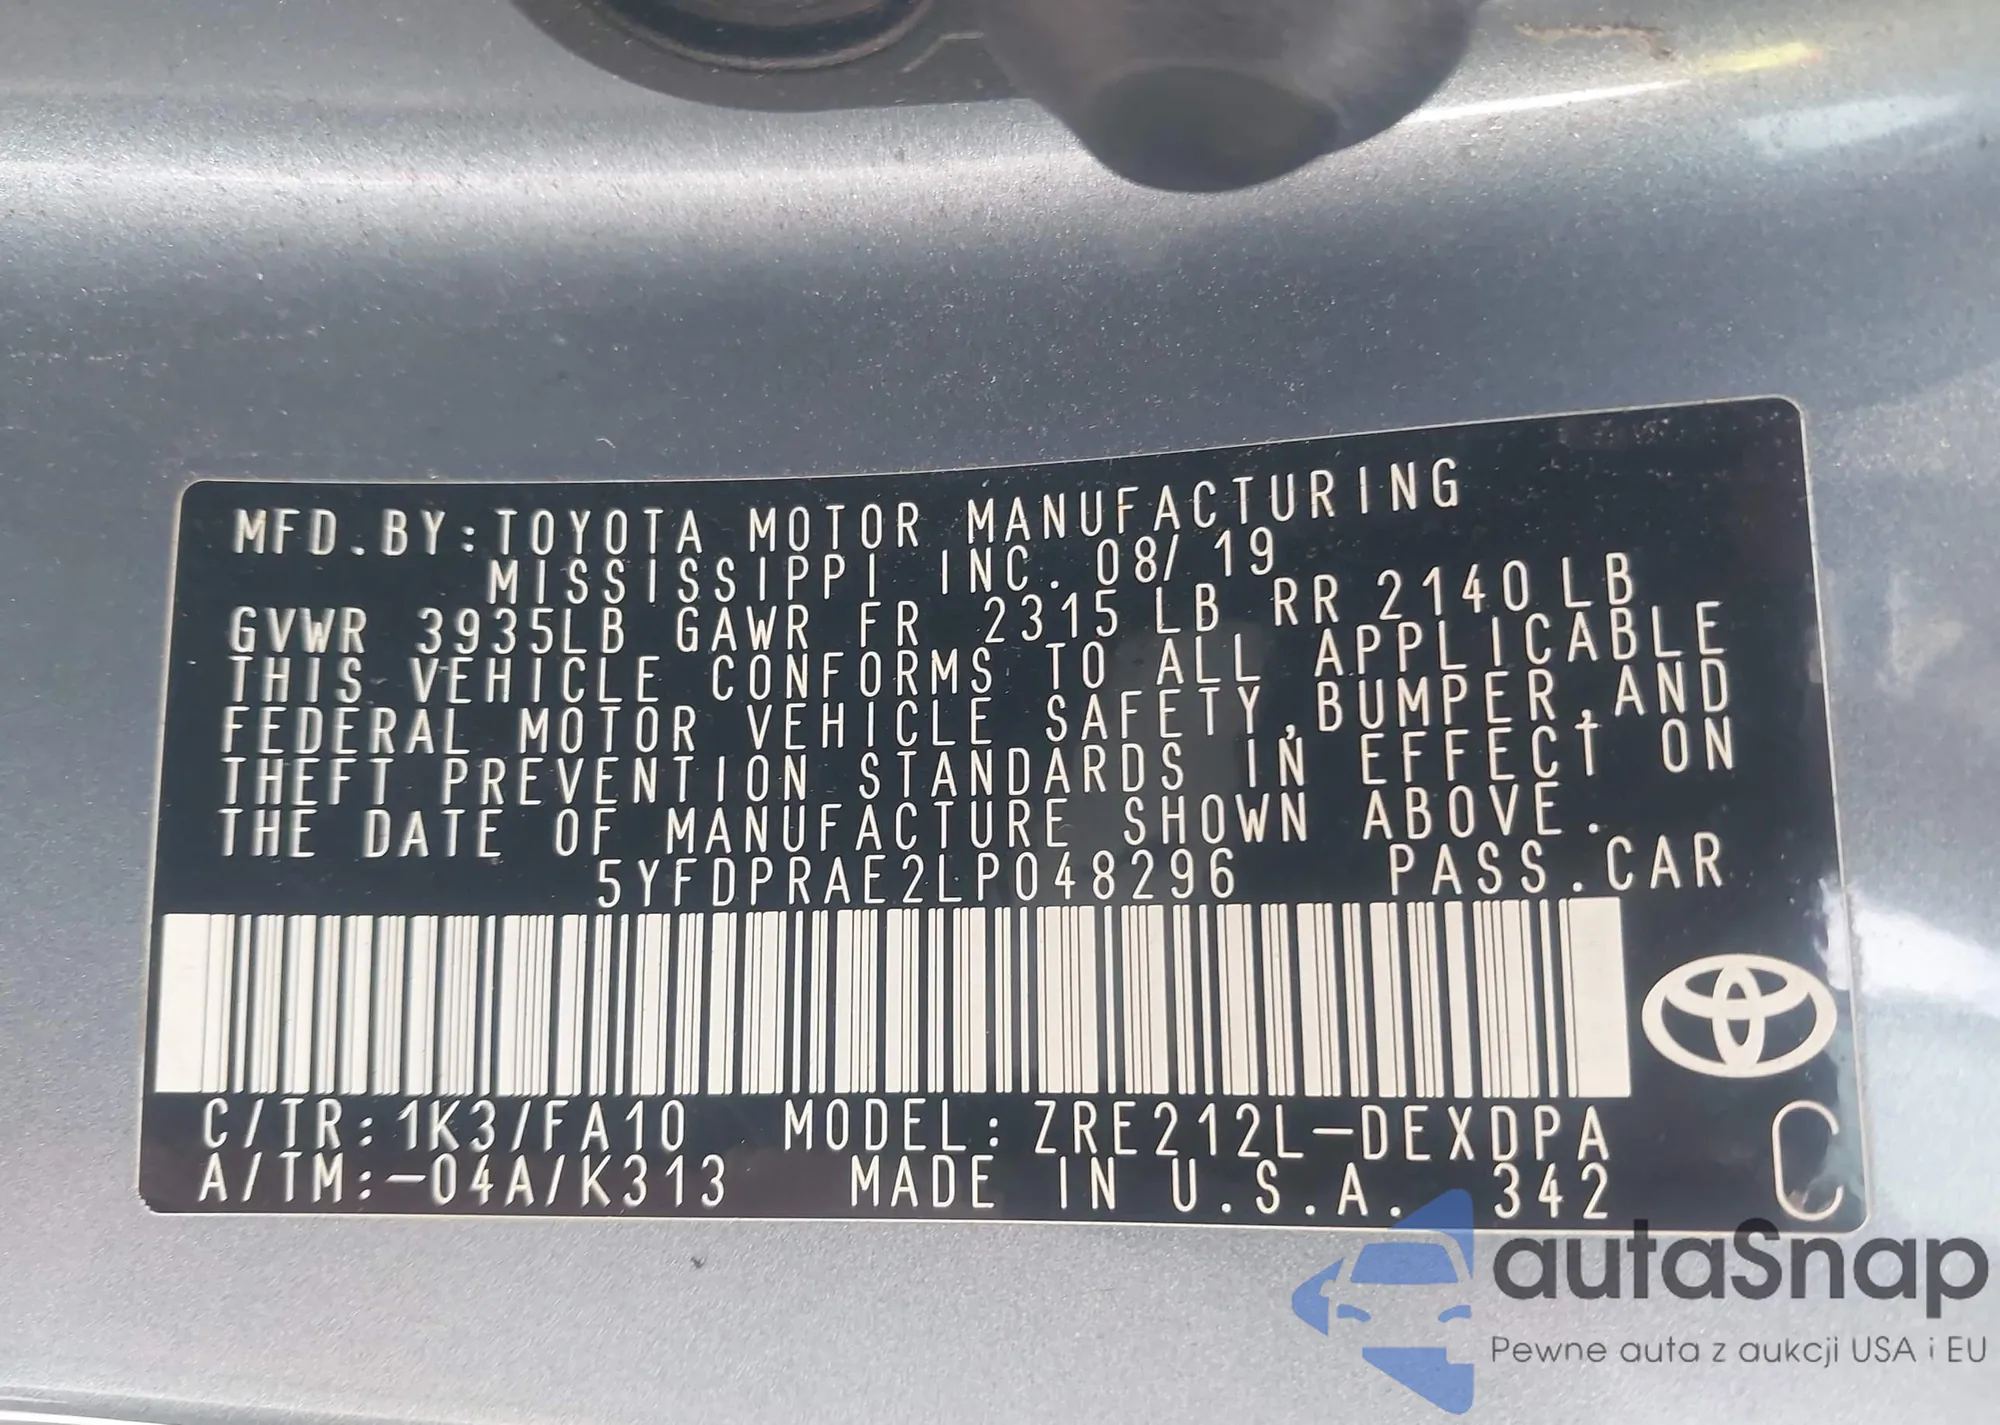 MFD.BY:TOYOTA MOTOR MANUFACTURING
MISSISSIPPI INC. 08/19
GVWR 3935LB GAWR FR 2315 LB RR 2140 LB
THIS VEHICLE CONFORMS TO ALL APPLICABLE
FEDERAL MOTOR VEHICLE SAFETY,BUMPER,AND
THEFT PREVENTION STANDARDS IN EFFECT ON
THE DATE OF MANUFACTURE SHOWN ABOVE.
5YFDPRAE2LP048296 PASS.CAR
C/TR:1K3/FA10 MODEL:ZRE212L-DEXDPA
A/TM:-04A/K313 MADE IN U.S.A. 342 C
autaSnap
Pewne auta z aukcji USA i EU